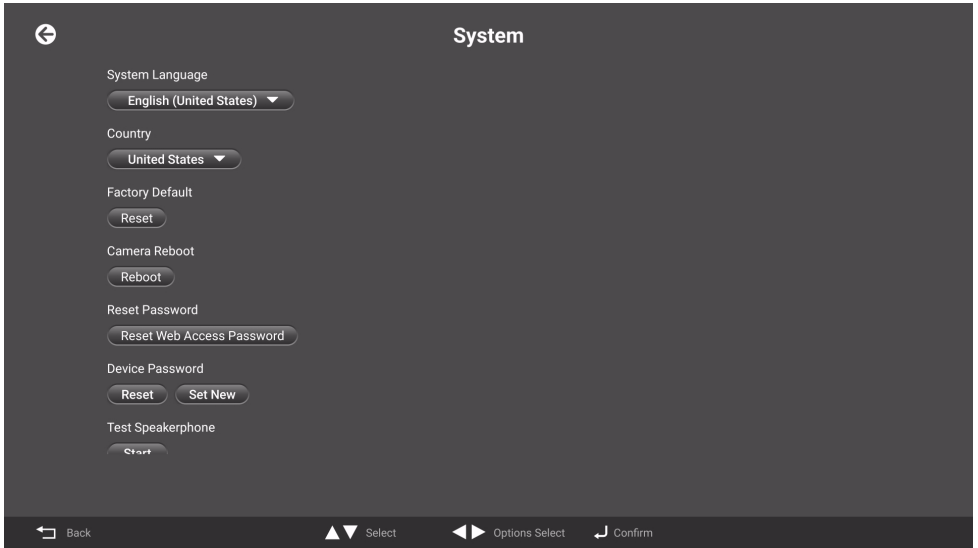 System
System Language
English (United States)
Country
United States
Factory Default
Reset
Camera Reboot
Reboot
Reset Password
Reset Web Access Password
Device Password
Reset Set New
Test Speakerphone
Start
Back Select Options Select Confirm